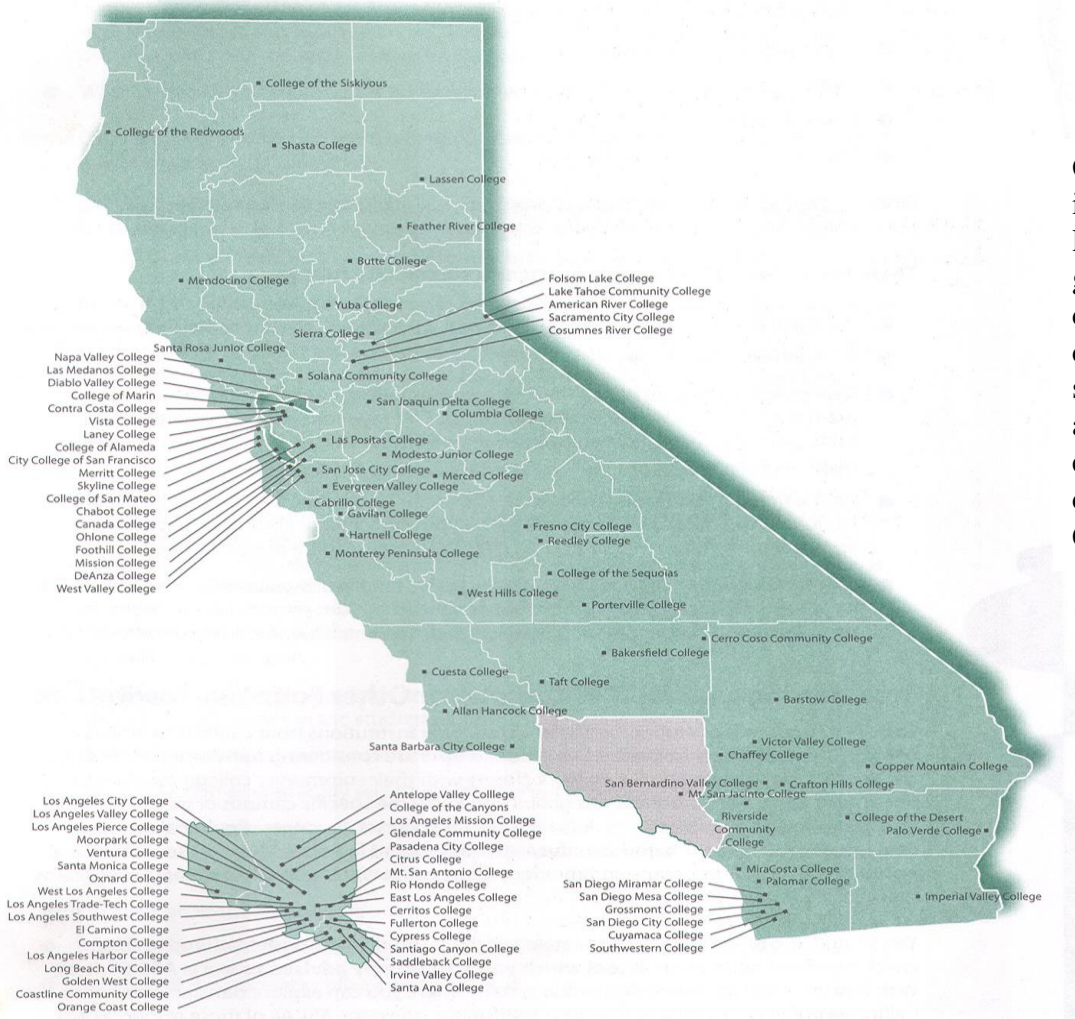 College of the Siskiyous
College of the Redwoods
Shasta College
Lassen College
Feather River College
Butte College
Mendocino College
Yuba College
Sierra College
Folsom Lake College
Lake Tahoe Community College
American River College
Sacramento City College
Cosumnes River College
Santa Rosa Junior College
Napa Valley College
Las Medanos College
Diablo Valley College
College of Marin
Contra Costa College
Vista College
Laney College
College of Alameda
City College of San Francisco
Merritt College
Skyline College
College of San Mateo
Chabot College
Canada College
Ohlone College
Foothill College
Mission College
DeAnza College
West Valley College
Solana Community College
San Joaquin Delta College
Columbia College
Las Positas College
Modesto Junior College
San Jose City College
Merced College
Evergreen Valley College
Cabrillo College
Gavilan College
Hartnell College
Monterey Peninsula College
Fresno City College
Reedley College
College of the Sequoias
West Hills College
Porterville College
Cerro Coso Community College
Bakersfield College
Cuesta College
Taft College
Barstow College
Allan Hancock College
Santa Barbara City College
Victor Valley College
Chaffey College
Copper Mountain College
San Bernardino Valley College
Crafton Hills College
Mt. San Jacinto College
Riverside
Community
College
College of the Desert
Palo Verde College
MiraCosta College
Palomar College
Imperial Valley College
San Diego Miramar College
San Diego Mesa College
Grossmont College
San Diego City College
Cuyamaca College
Southwestern College
Los Angeles City College
Los Angeles Valley College
Los Angeles Pierce College
Moorpark College
Ventura College
Santa Monica College
Oxnard College
West Los Angeles College
Los Angeles Trade-Tech College
Los Angeles Southwest College
El Camino College
Compton College
Los Angeles Harbor College
Long Beach City College
Golden West College
Coastline Community College
Orange Coast College
Antelope Valley Colllege
College of the Canyons
Los Angeles Mission College
Glendale Community College
Pasadena City College
Citrus College
Mt. San Antonio College
Rio Hondo College
East Los Angeles College
Cerritos College
Fullerton College
Cypress College
Santiago Canyon College
Saddleback College
Irvine Valley College
Santa Ana College